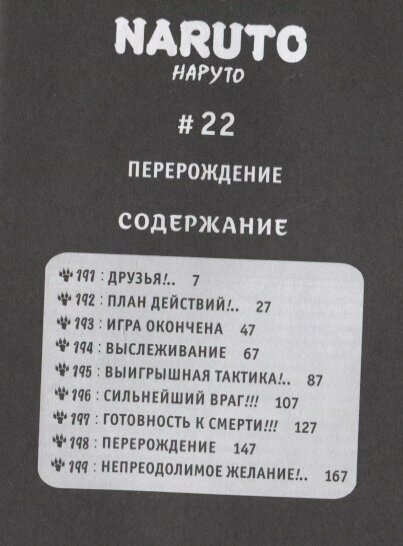 NARUTO
НАРУТО
#22
ПЕРЕРОЖДЕНИЕ
СОДЕРЖАНИЕ
191 : ДРУЗЬЯ!.. 7
192 : ПЛАН ДЕЙСТВИЙ!.. 27
193 : ИГРА ОКОНЧЕНА 47
194 : ВЫСЛЕЖИВАНИЕ 67
195 : ВЫИГРЫШНАЯ ТАКТИКА!.. 87
196 : СИЛЬНЕЙШИЙ ВРАГ!!! 107
197 : ГОТОВНОСТЬ К СМЕРТИ!!! 127
198 : ПЕРЕРОЖДЕНИЕ 147
199 : НЕПРЕОДОЛИМОЕ ЖЕЛАНИЕ!.. 167